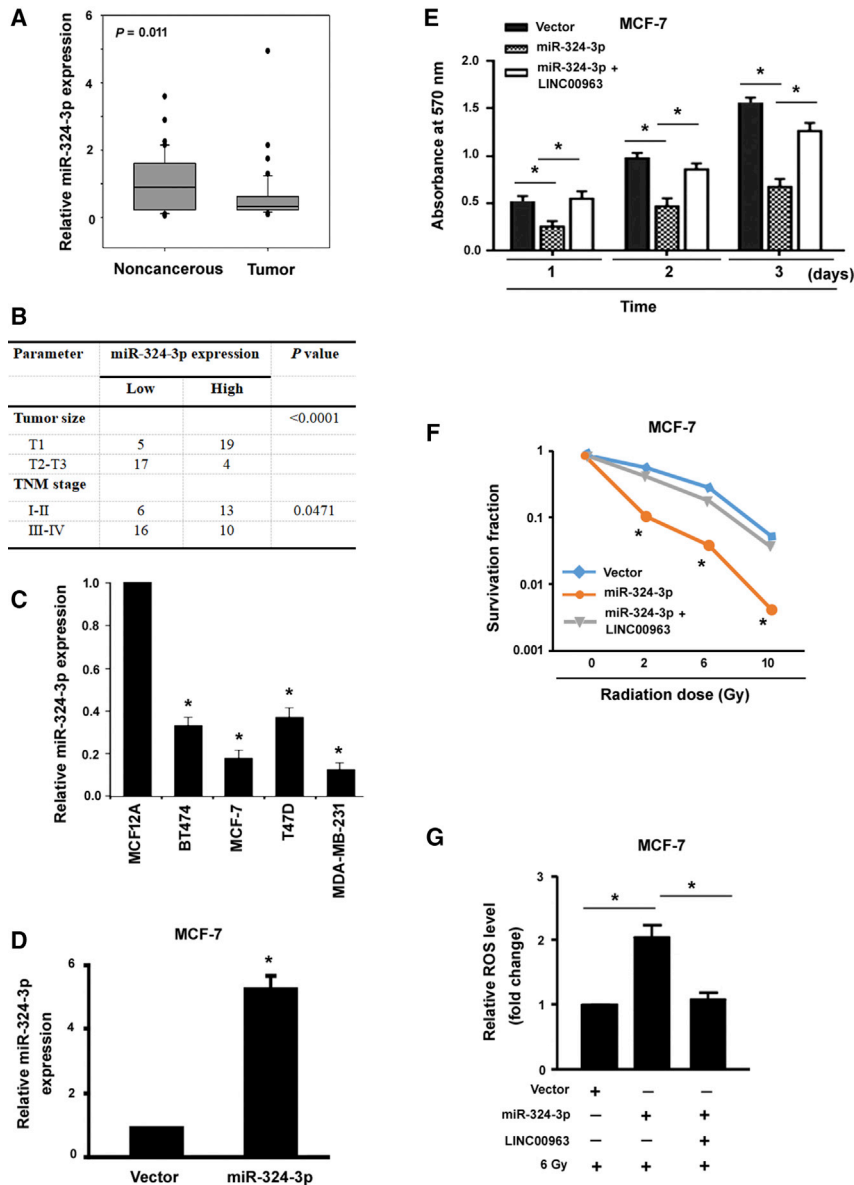 A
P = 0.011
Relative miR-324-3p expression
6
4
2
0
Noncancerous Tumor
B
Parameter miR-324-3p expression P value
Low High
Tumor size <0.0001
T1 5 19
T2-T3 17 4
TNM stage
I-II 6 13 0.0471
III-IV 16 10
C
Relative miR-324-3p expression
1.0
0.8
0.6
0.4
0.2
0.0
* * * *
MCF12A BT474 MCF-7 T47D MDA-MB-231
D
MCF-7
Relative miR-324-3p
expression
6
5
2
1
0
*
Vector miR-324-3p
E
MCF-7
Vector
miR-324-3p
miR-324-3p +
LINC00963
Absorbance at 570 nm
2.0
1.5
1.0
0.5
0.0
* * * * * *
1 2 3 (days)
Time
F
MCF-7
Survivation fraction
1
0.1
0.01
0.001
* * *
Vector
miR-324-3p
miR-324-3p +
LINC00963
0 2 6 10
Radiation dose (Gy)
G
MCF-7
Relative ROS level
(fold change)
3
2
1
0
* *
Vector + – –
miR-324-3p – + +
LINC00963 – – +
6 Gy + + +